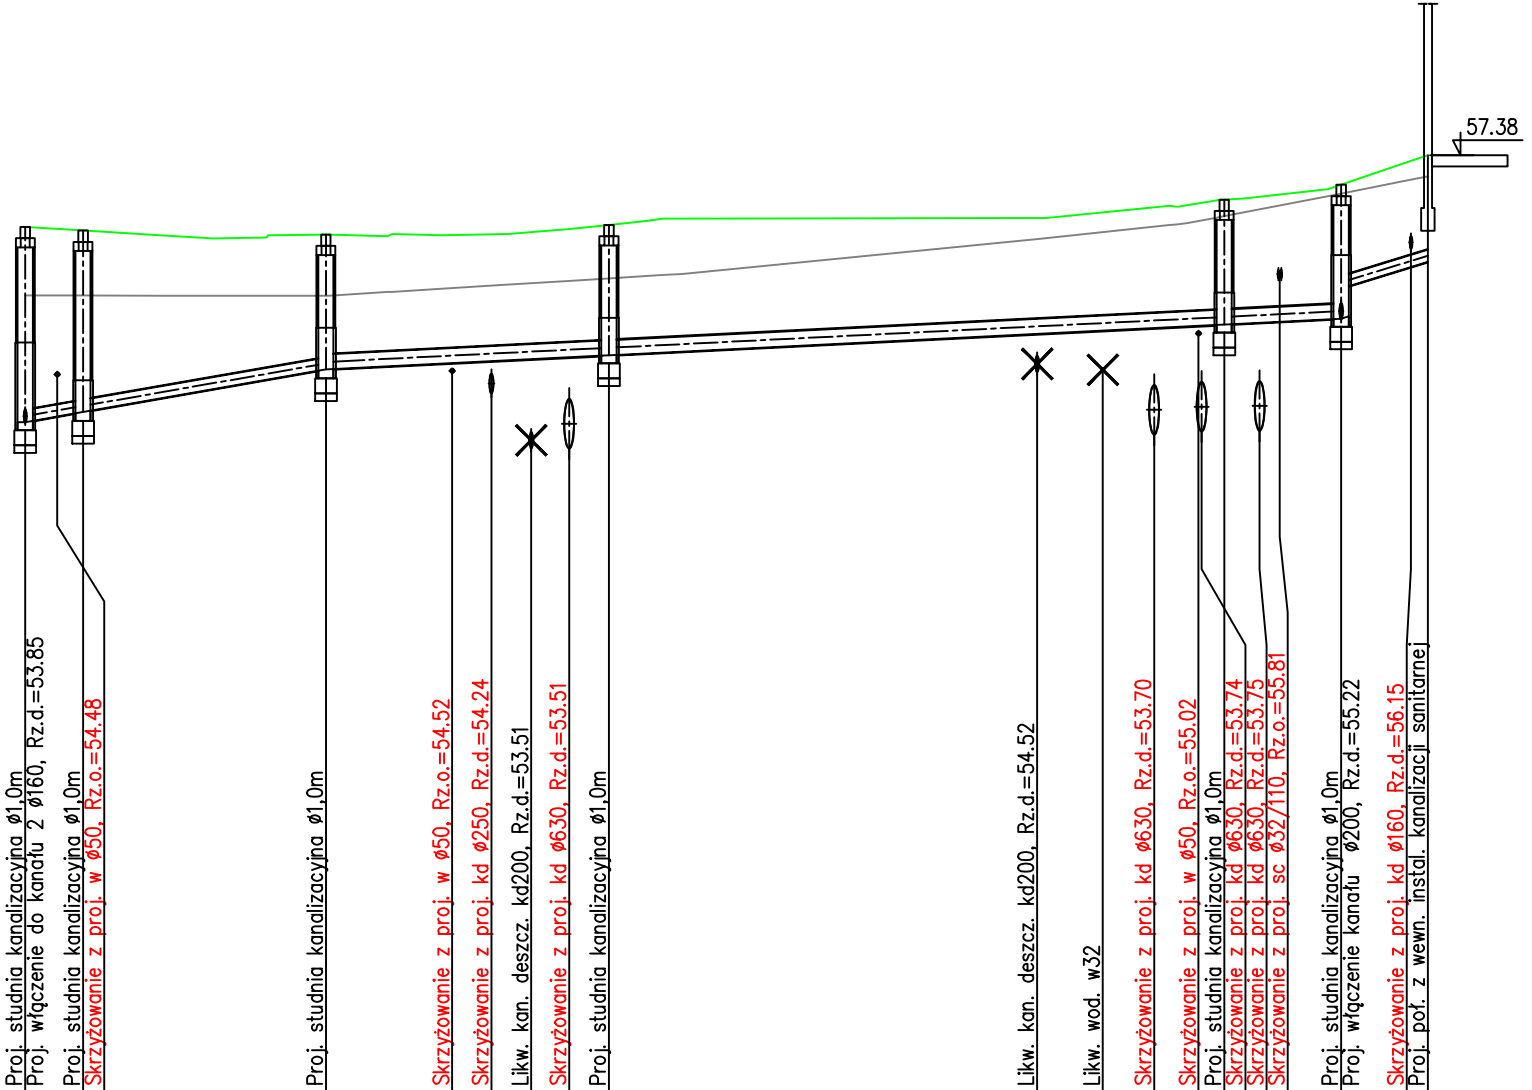 57.38
Proj. studnia kanalizacyjna ø1,0m
Proj. włączenie do kanału 2 ø160, Rz.d.=53.85
Proj. studnia kanalizacyjna ø1,0m
Skrzyżowanie z proj. w ø50, Rz.o.=54.48
Proj. studnia kanalizacyjna ø1,0m
Skrzyżowanie z proj. w ø50, Rz.o.=54.52
Skrzyżowanie z proj. kd ø250, Rz.d.=54.24
Likw. kan. deszcz. kd200, Rz.d.=53.51
Skrzyżowanie z proj. kd ø630, Rz.d.=53.51
Proj. studnia kanalizacyjna ø1,0m
Likw. kan. deszcz. kd200, Rz.d.=54.52
Likw. wod. w32
Skrzyżowanie z proj. kd ø630, Rz.d.=53.70
Skrzyżowanie z proj. w ø50, Rz.o.=55.02
Proj. studnia kanalizacyjna ø1,0m
Skrzyżowanie z proj. kd ø630, Rz.d.=53.74
Skrzyżowanie z proj. kd ø630, Rz.d.=53.75
Skrzyżowanie z proj. sc ø32/110, Rz.o.=55.81
Proj. studnia kanalizacyjna ø1,0m
Proj. włączenie kanału ø200, Rz.d.=55.22
Skrzyżowanie z proj. kd ø160, Rz.d.=56.15
Proj. poł. z wewn. instal. kanalizacji sanitarnej